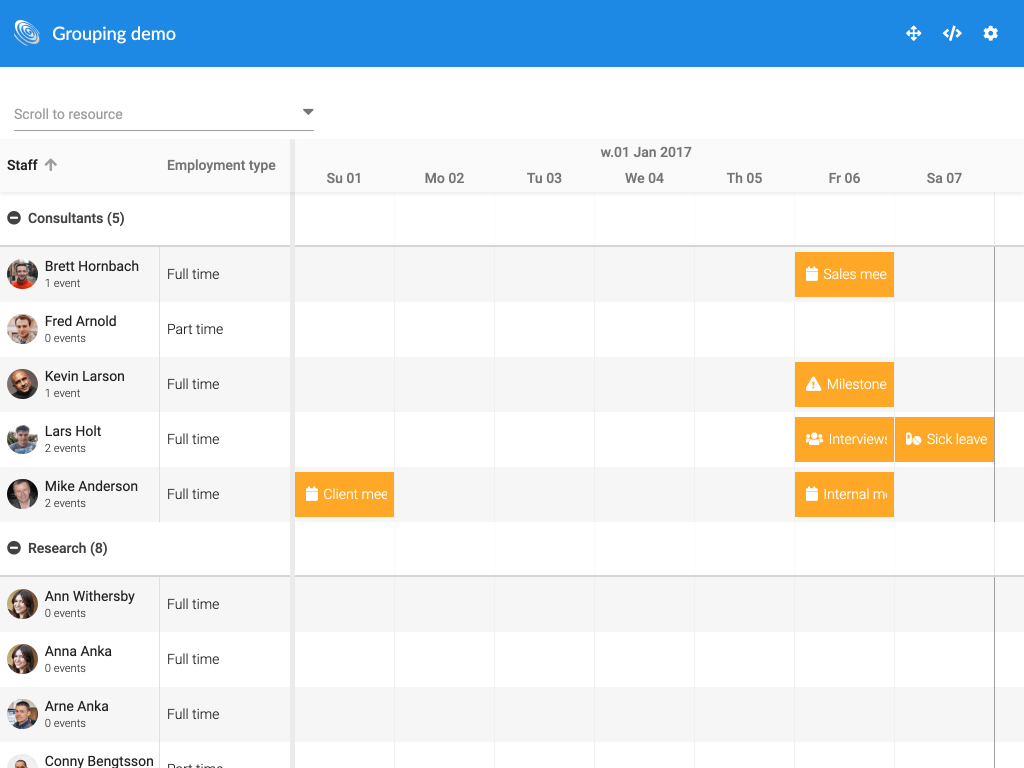 Grouping demo
Scroll to resource
Staff
Employment type
w.01 Jan 2017
Su 01
Mo 02
Tu 03
We 04
Th 05
Fr 06
Sa 07
Consultants (5)
Brett Hornbach
1 event
Full time
Sales mee
Fred Arnold
0 events
Part time
Kevin Larson
1 event
Full time
Milestone
Lars Holt
2 events
Full time
Interviews
Sick leave
Mike Anderson
2 events
Full time
Client mee
Internal me
Research (8)
Ann Withersby
0 events
Full time
Anna Anka
0 events
Full time
Arne Anka
0 events
Full time
Conny Bengtsson
Part time